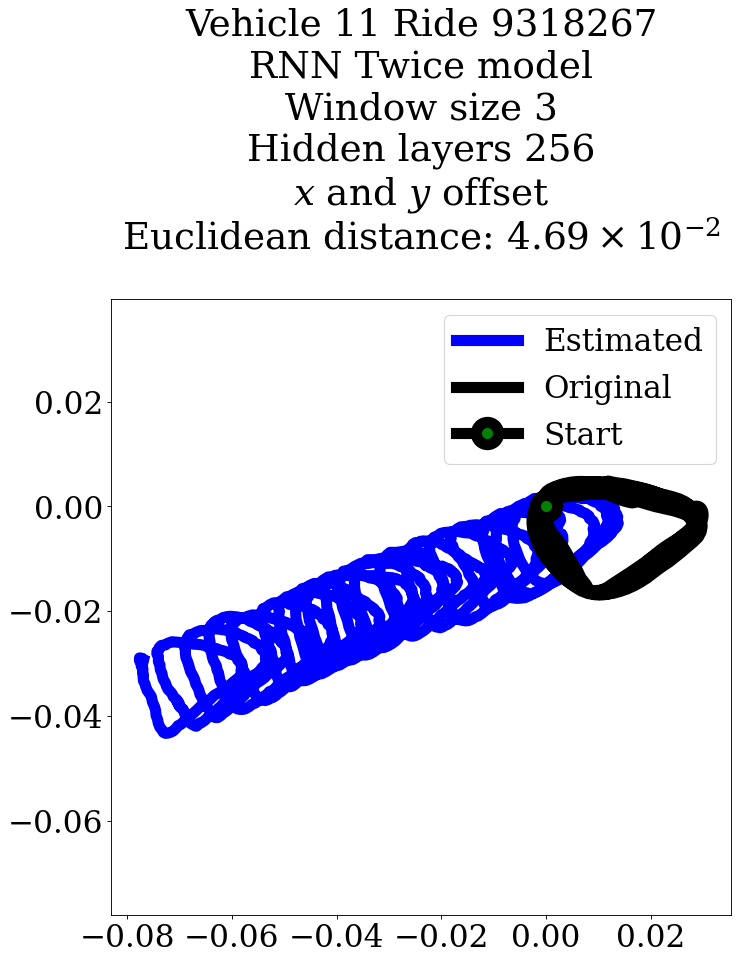 Vehicle 11 Ride 9318267
RNN Twice model
Window size 3
Hidden layers 256
x and y offset
Euclidean distance: 4.69 × 10⁻²
Estimated
Original
Start
0.02
0.00
−0.02
−0.04
−0.06
−0.08 −0.06 −0.04 −0.02 0.00 0.02